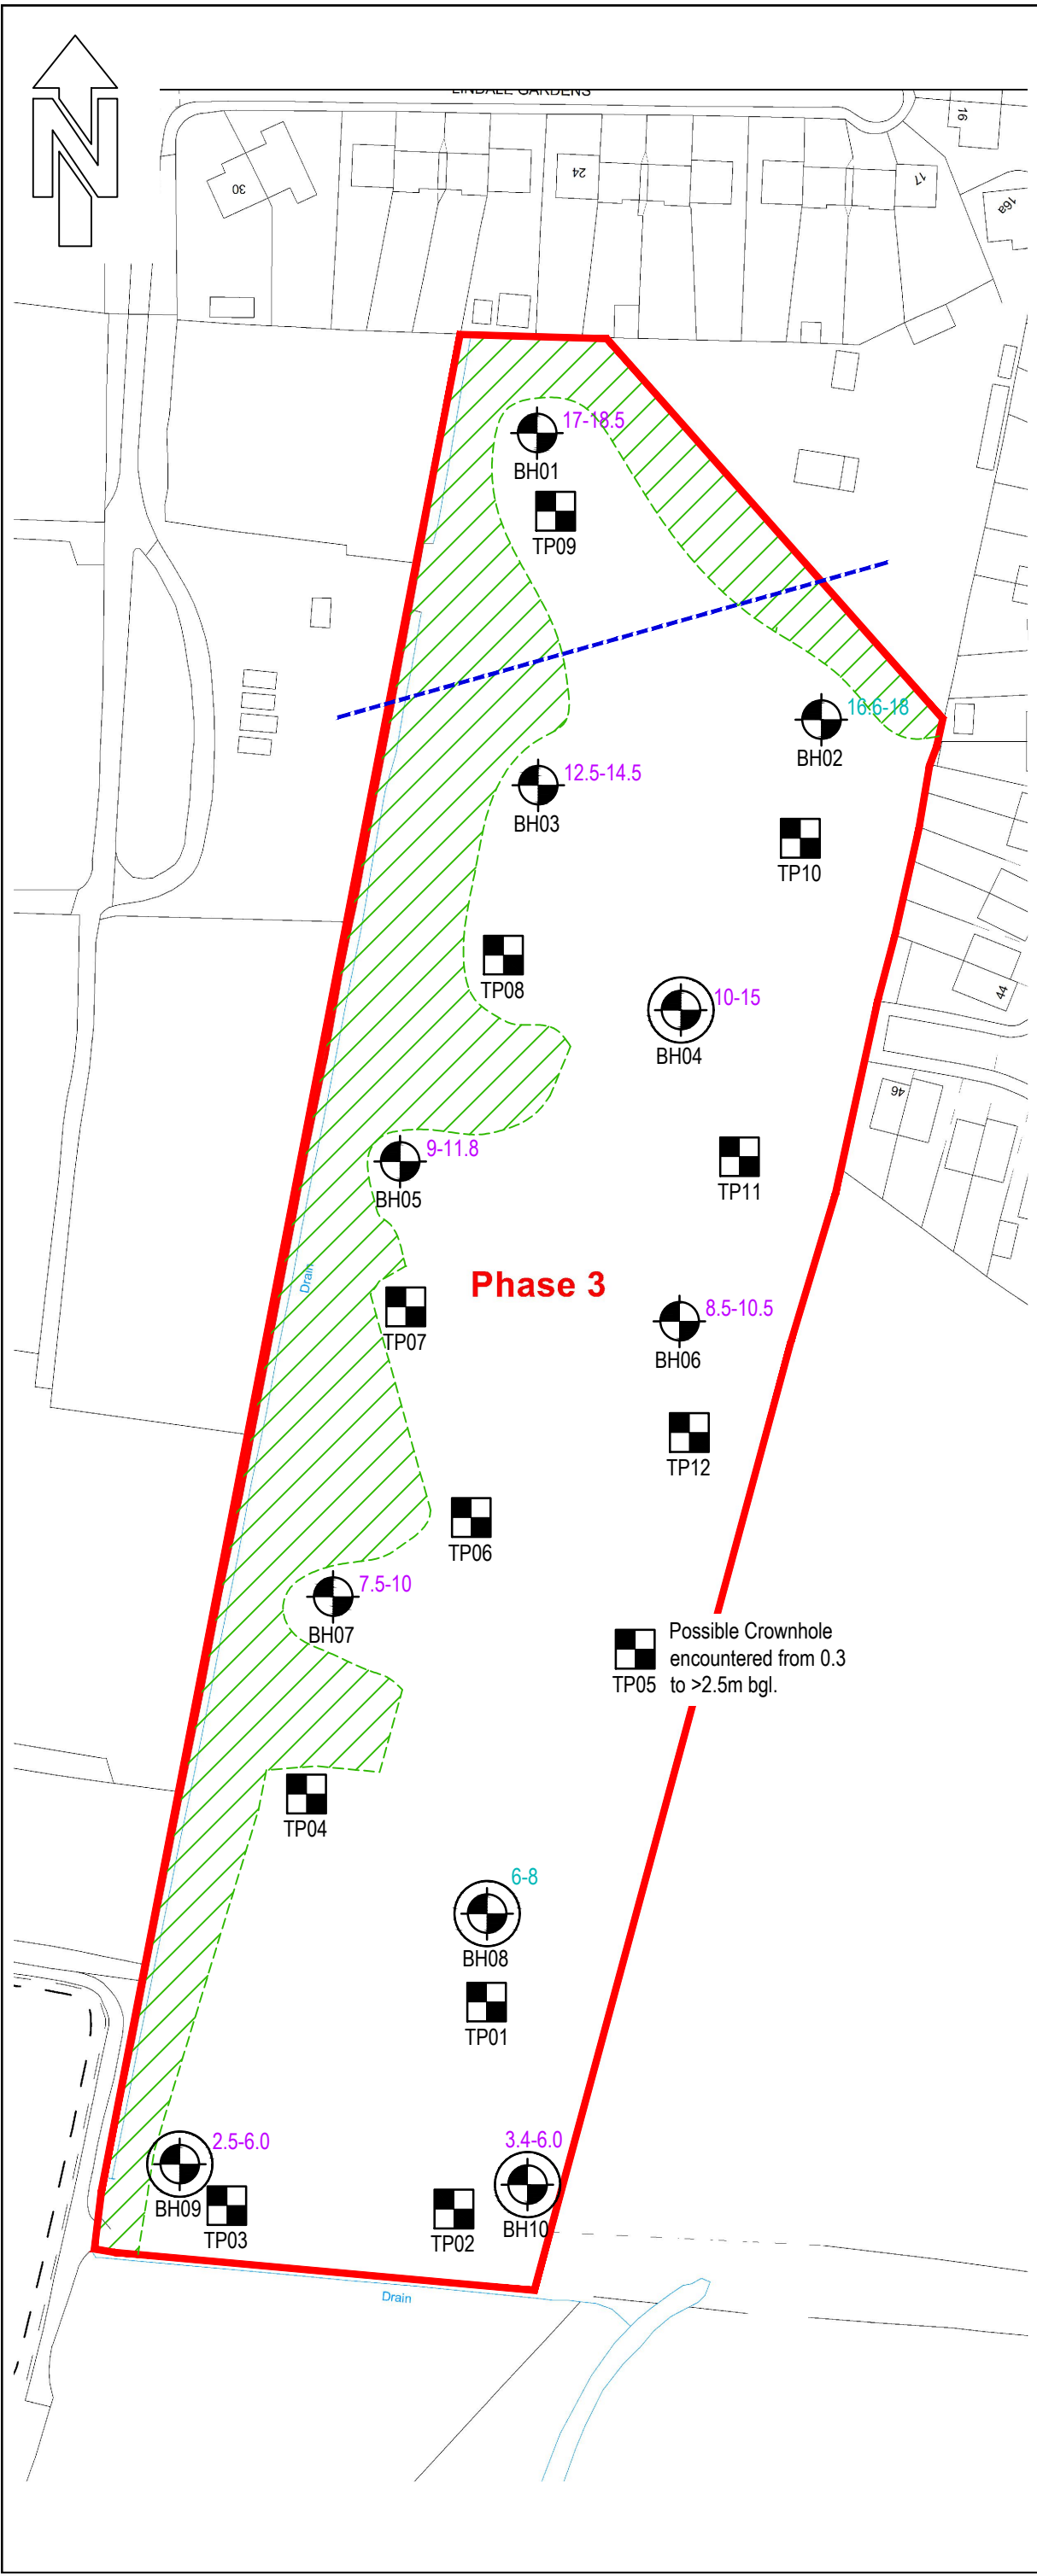 N
LINDALE GARDENS
16
30
24
17
16a
17-18.5
BH01
TP09
16.6-18
BH02
12.5-14.5
BH03
TP10
TP08
10-15
BH04
44
46
9-11.8
BH05
TP11
Drain
Phase 3
TP07
8.5-10.5
BH06
TP12
TP06
7.5-10
BH07
Possible Crownhole
encountered from 0.3
to >2.5m bgl.
TP05
TP04
6-8
BH08
TP01
2.5-6.0
BH09
TP03
3.4-6.0
BH10
TP02
Drain